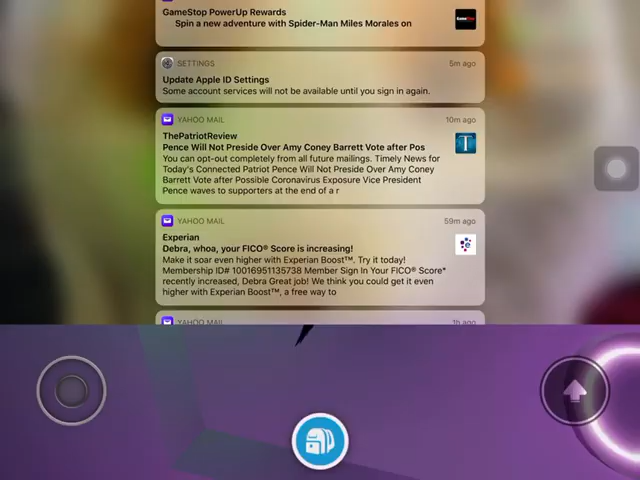 GameStop PowerUp Rewards
Spin a new adventure with Spider-Man Miles Morales on
GameStop
SETTINGS 5m ago
Update Apple ID Settings
Some account services will not be available until you sign in again.
YAHOO MAIL 10m ago
ThePatriotReview
Pence Will Not Preside Over Amy Coney Barrett Vote after Pos
T
You can opt-out completely from all future mailings. Timely News for
Today's Connected Patriot Pence Will Not Preside Over Amy Coney
Barrett Vote after Possible Coronavirus Exposure Vice President
Pence waves to supporters at the end of a r
YAHOO MAIL 59m ago
Experian
Debra, whoa, your FICO® Score is increasing!
Make it soar even higher with Experian Boost™. Try it today!
Membership ID# 10016951135738 Member Sign In Your FICO® Score*
recently increased, Debra Great job! We think you could get it even
higher with Experian Boost™, a free way to
YAHOO MAIL 1h ago